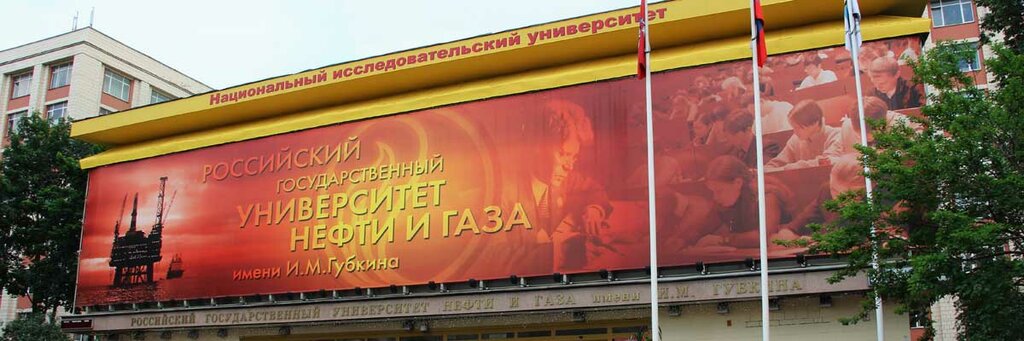 Национальный исследовательский университет
РОССИЙСКИЙ
ГОСУДАРСТВЕННЫЙ
УНИВЕРСИТЕТ
НЕФТИ И ГАЗА
имени И.М.Губкина
РОССИЙСКИЙ ГОСУДАРСТВЕННЫЙ УНИВЕРСИТЕТ НЕФТИ И ГАЗА имени И.М. ГУБКИНА